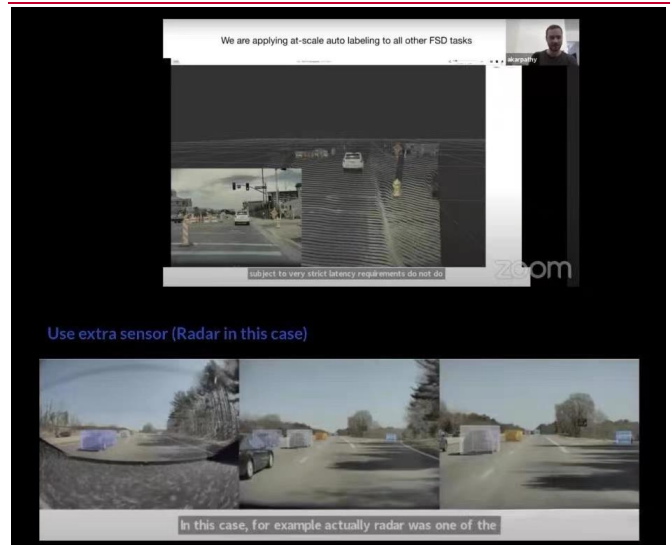 We are applying at-scale auto labeling to all other FSD tasks
akarpathy
subject to very strict latency requirements do not do
zoom
Use extra sensor (Radar in this case)
In this case, for example actually radar was one of the